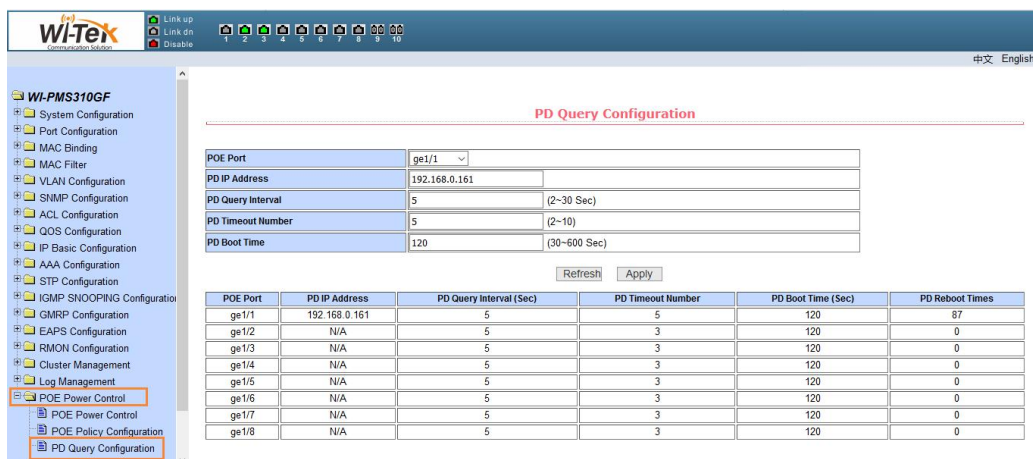 Wi-Tek
Communication Solution
Link up
Link dn
Disable
1 2 3 4 5 6 7 8 9 10
中文 English
WI-PMS310GF
System Configuration
Port Configuration
MAC Binding
MAC Filter
VLAN Configuration
SNMP Configuration
ACL Configuration
QOS Configuration
IP Basic Configuration
AAA Configuration
STP Configuration
IGMP SNOOPING Configuration
GMRP Configuration
EAPS Configuration
RMON Configuration
Cluster Management
Log Management
POE Power Control
POE Power Control
POE Policy Configuration
PD Query Configuration
PD Query Configuration
POE Port ge1/1
PD IP Address 192.168.0.161
PD Query Interval 5 (2~30 Sec)
PD Timeout Number 5 (2~10)
PD Boot Time 120 (30~600 Sec)
Refresh Apply
POE Port PD IP Address PD Query Interval (Sec) PD Timeout Number PD Boot Time (Sec) PD Reboot Times
ge1/1 192.168.0.161 5 5 120 87
ge1/2 N/A 5 3 120 0
ge1/3 N/A 5 3 120 0
ge1/4 N/A 5 3 120 0
ge1/5 N/A 5 3 120 0
ge1/6 N/A 5 3 120 0
ge1/7 N/A 5 3 120 0
ge1/8 N/A 5 3 120 0